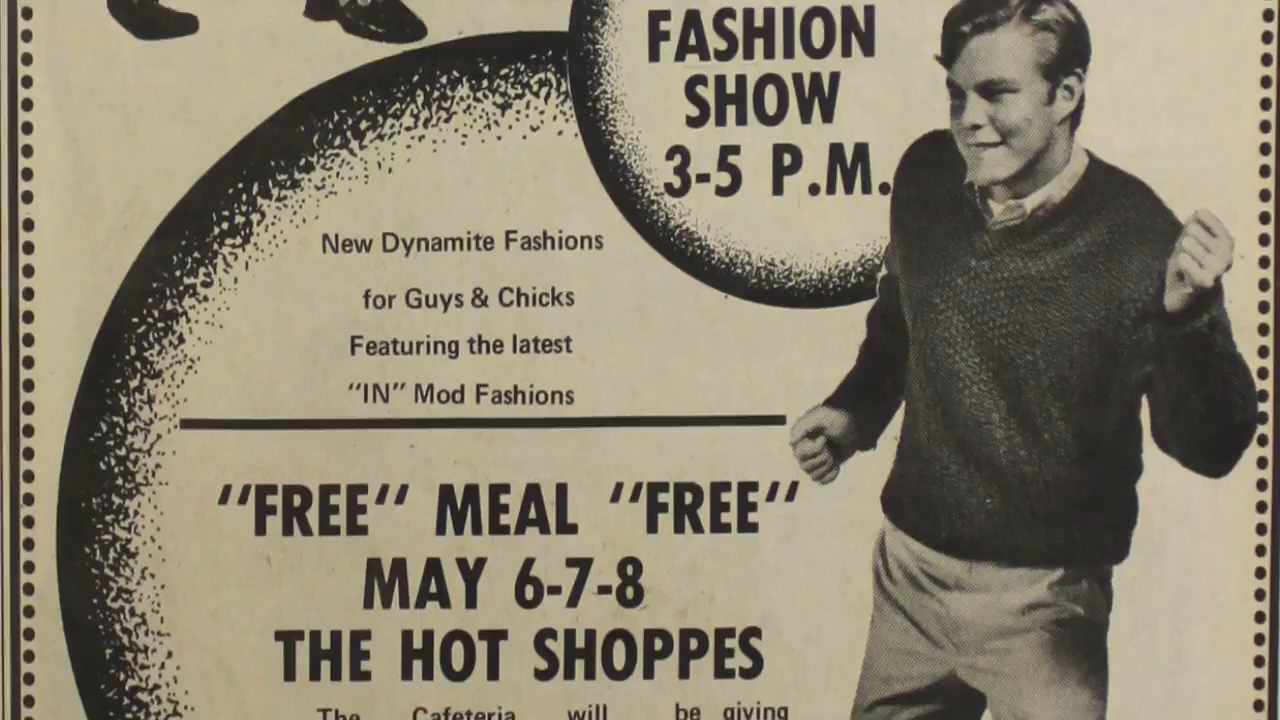 FASHION
SHOW
3-5 P.M.
New Dynamite Fashions
for Guys & Chicks
Featuring the latest
"IN" Mod Fashions
"FREE" MEAL "FREE"
MAY 6-7-8
THE HOT SHOPPES
The Cafeteria will be giving